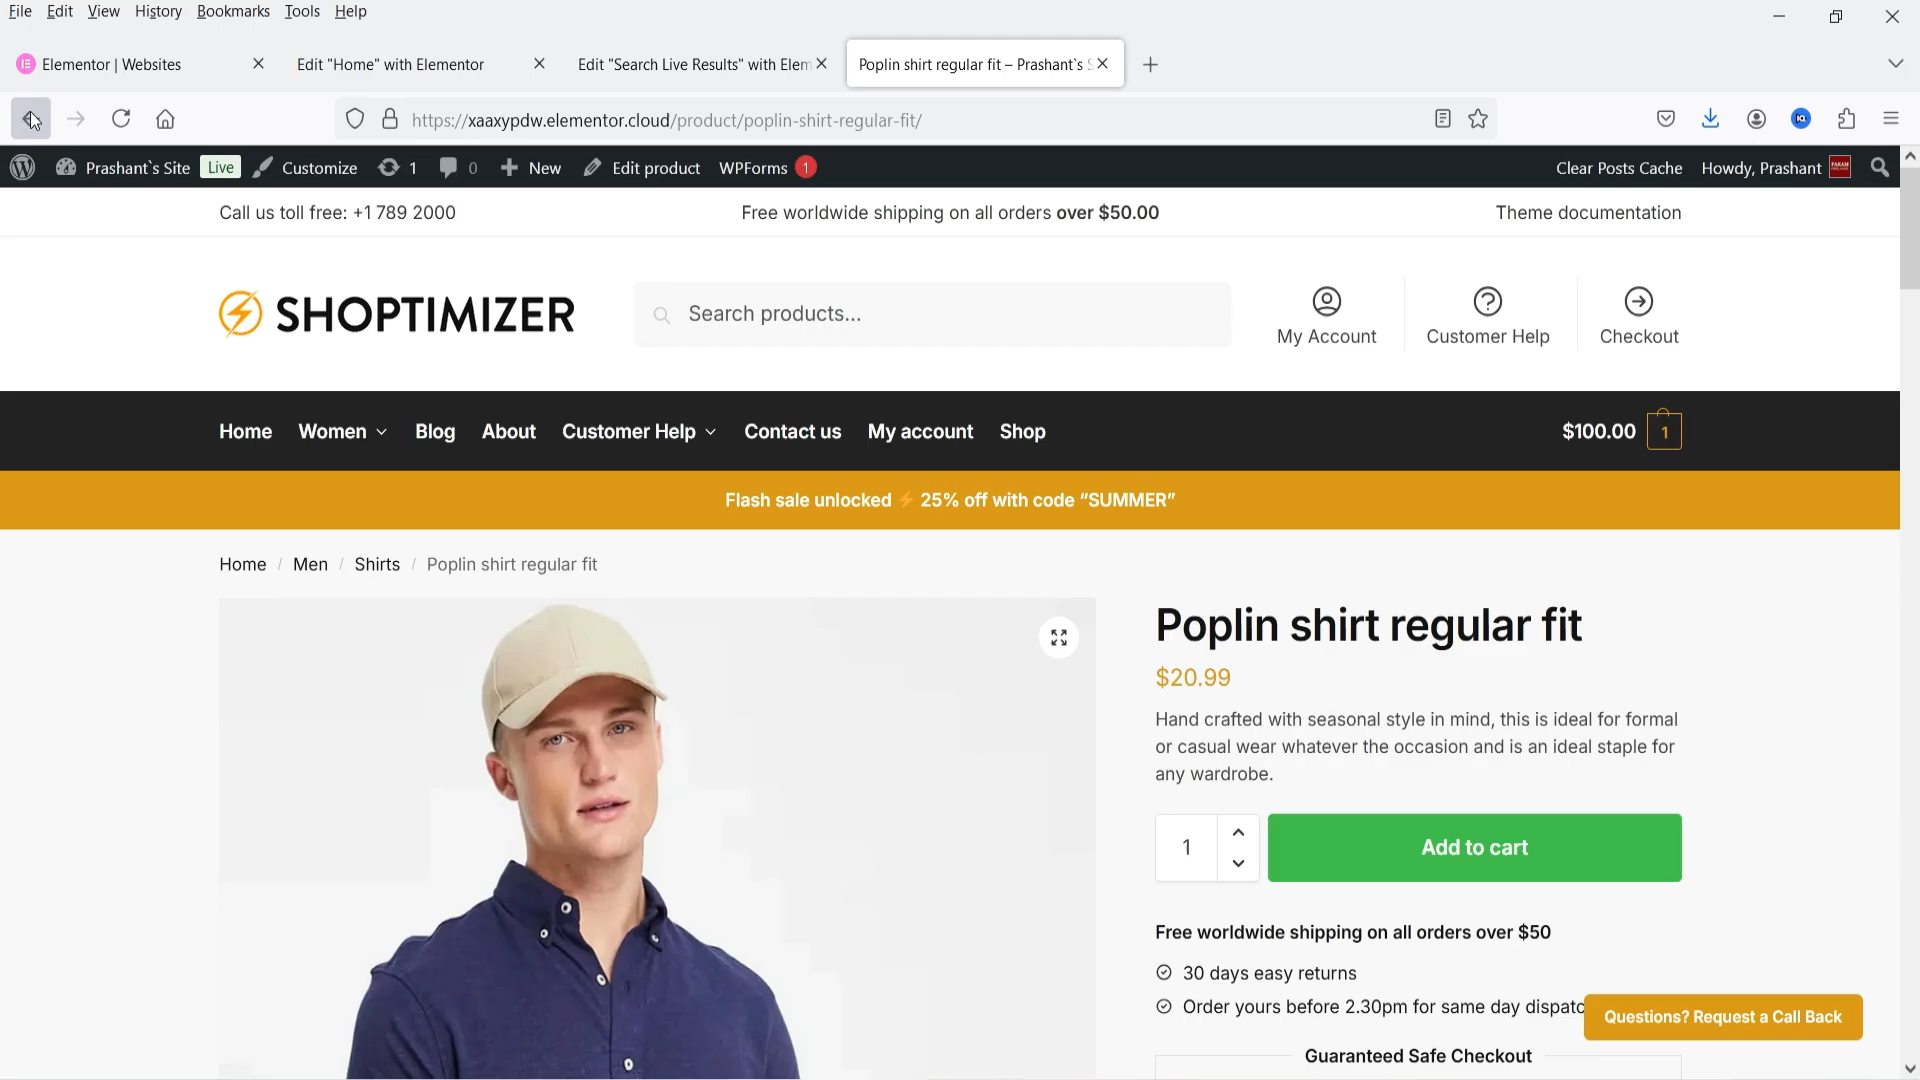 File Edit View History Bookmarks Tools Help
Elementor | Websites
Edit "Home" with Elementor
Edit "Search Live Results" with Elem
Poplin shirt regular fit – Prashant`s S
https://xaaxypdw.elementor.cloud/product/poplin-shirt-regular-fit/
Prashant`s Site Live Customize 1 0 New Edit product WPForms 1
Clear Posts Cache Howdy, Prashant
Call us toll free: +1 789 2000
Free worldwide shipping on all orders over $50.00
Theme documentation
SHOPTIMIZER
Search products...
My Account
Customer Help
Checkout
Home Women Blog About Customer Help Contact us My account Shop
$100.00 1
Flash sale unlocked ⚡ 25% off with code “SUMMER”
Home / Men / Shirts / Poplin shirt regular fit
Poplin shirt regular fit
$20.99
Hand crafted with seasonal style in mind, this is ideal for formal
or casual wear whatever the occasion and is an ideal staple for
any wardrobe.
1
Add to cart
Free worldwide shipping on all orders over $50
30 days easy returns
Order yours before 2.30pm for same day dispatc
Questions? Request a Call Back
Guaranteed Safe Checkout